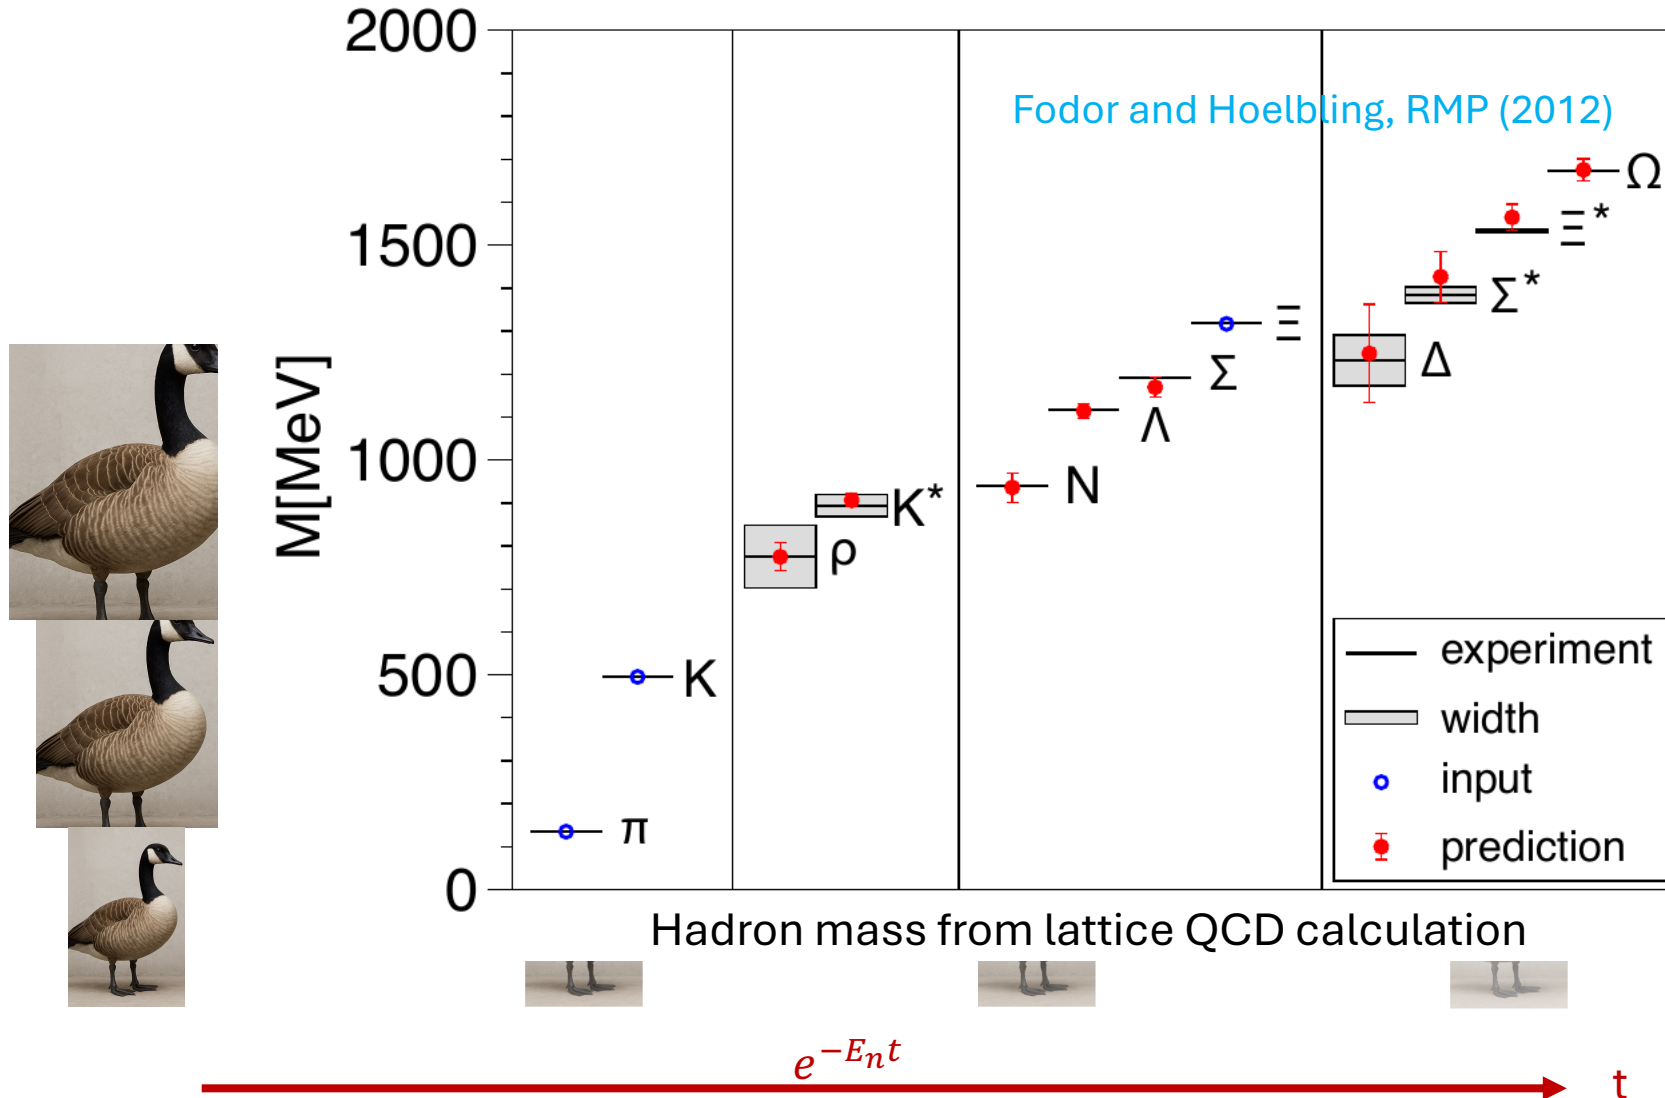 2000
Fodor and Hoelbling, RMP (2012)
Ω
1500
Ξ*
Σ*
Ξ
Δ
Σ
M[MeV]
1000
Λ
N
K*
ρ
500
K
π
0
experiment
width
input
prediction
Hadron mass from lattice QCD calculation
e^{-E_n t}
t